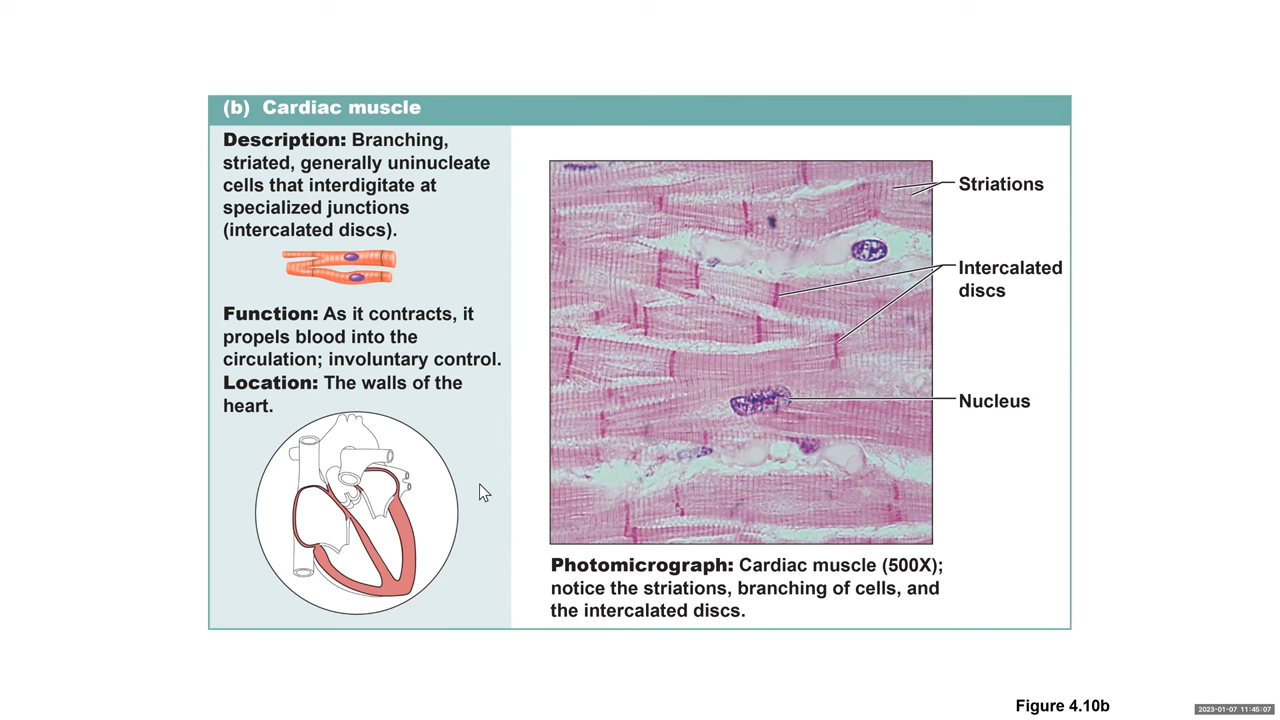 (b) Cardiac muscle
Description: Branching,
striated, generally uninucleate
cells that interdigitate at
specialized junctions
(intercalated discs).
Function: As it contracts, it
propels blood into the
circulation; involuntary control.
Location: The walls of the
heart.
Striations
Intercalated
discs
Nucleus
Photomicrograph: Cardiac muscle (500X);
notice the striations, branching of cells, and
the intercalated discs.
Figure 4.10b
2023-01-07 11:45:07